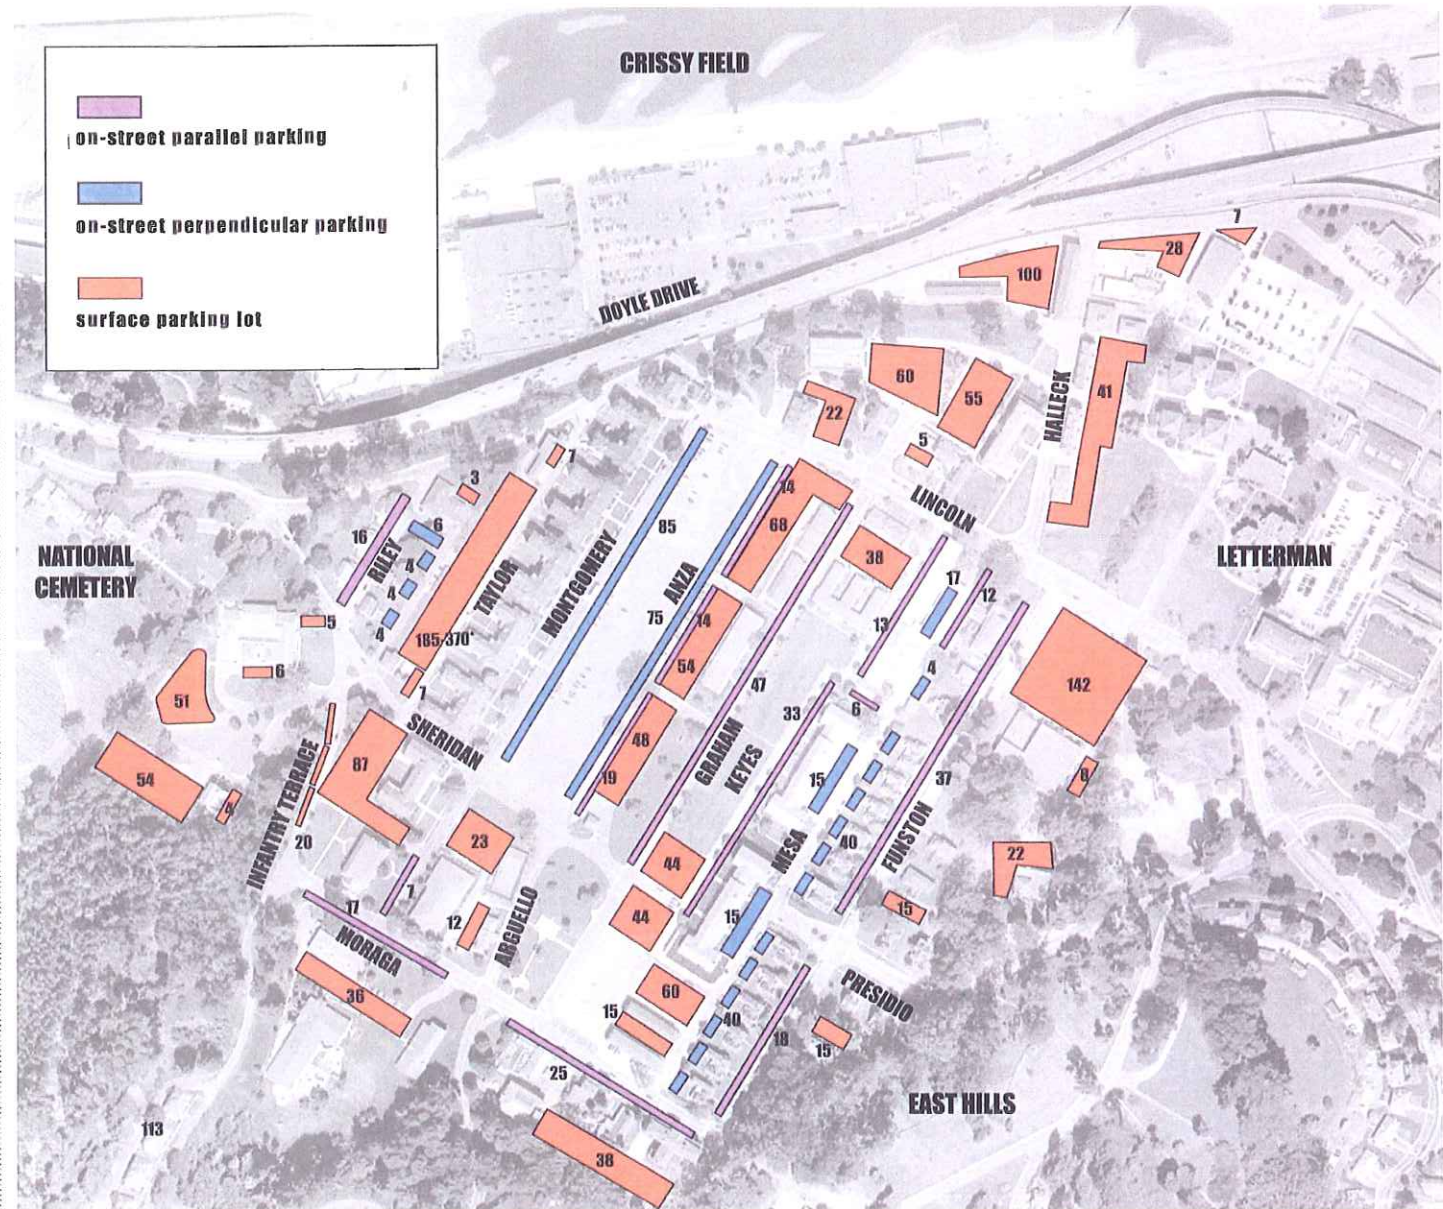 CRISSY FIELD
on-street parallel parking
on-street perpendicular parking
surface parking lot
7
28
100
DOYLE DRIVE
60
55
HALLECK
41
22
5
7
3
14
LINCOLN
16
6
85
68
38
NATIONAL
CEMETERY
RILEY
4
TAYLOR
MONTGOMERY
ANZA
17
12
LETTERMAN
4
75
14
13
5
4
185-370*
54
47
4
142
6
51
7
33
6
SHERIDAN
48
GRAHAM
KEYES
54
INFANTRY TERRACE
87
19
15
37
8
4
20
23
MESA
40
FUNSTON
44
22
7
17
12
ARGUELLO
44
15
15
MORAGA
36
60
PRESIDIO
15
40
18
15
25
EAST HILLS
113
38